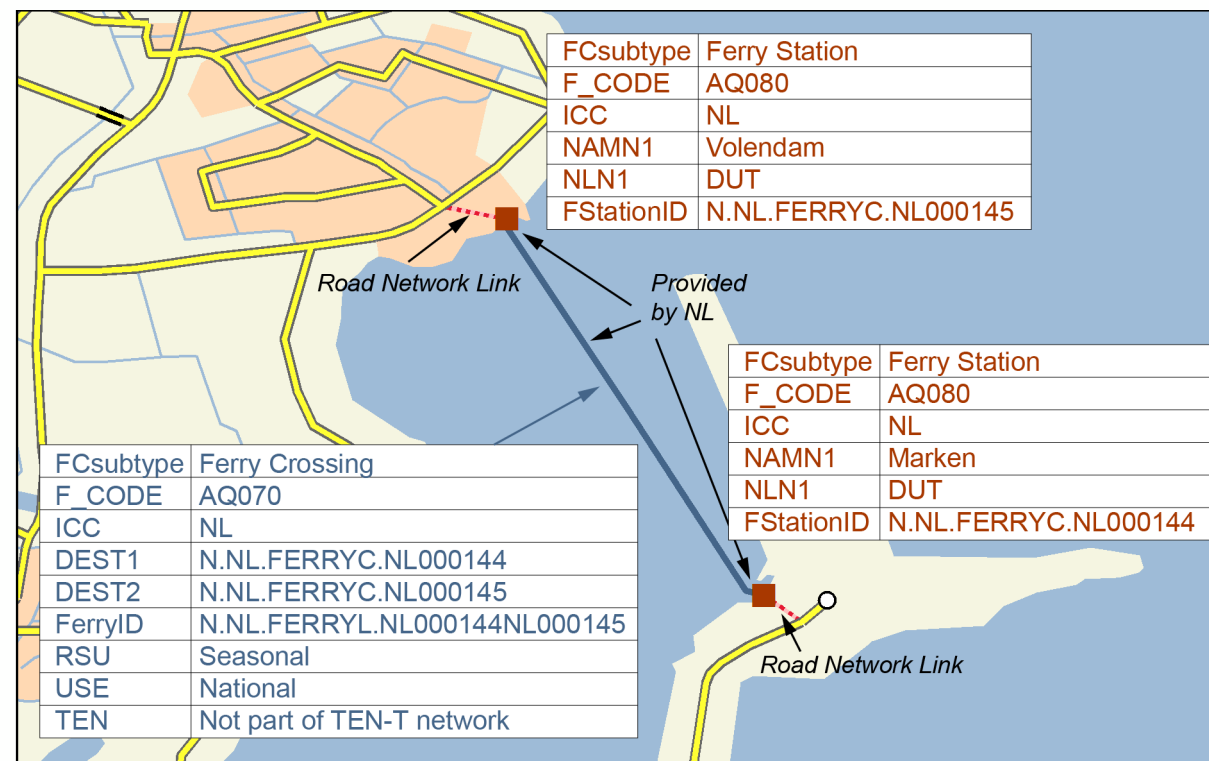 FCsubtype Ferry Station
F_CODE AQ080
ICC NL
NAMN1 Volendam
NLN1 DUT
FStationID N.NL.FERRYC.NL000145
Road Network Link
Provided
by NL
FCsubtype Ferry Station
F_CODE AQ080
ICC NL
NAMN1 Marken
NLN1 DUT
FStationID N.NL.FERRYC.NL000144
FCsubtype Ferry Crossing
F_CODE AQ070
ICC NL
DEST1 N.NL.FERRYC.NL000144
DEST2 N.NL.FERRYC.NL000145
FerryID N.NL.FERRYL.NL000144NL000145
RSU Seasonal
USE National
TEN Not part of TEN-T network
Road Network Link